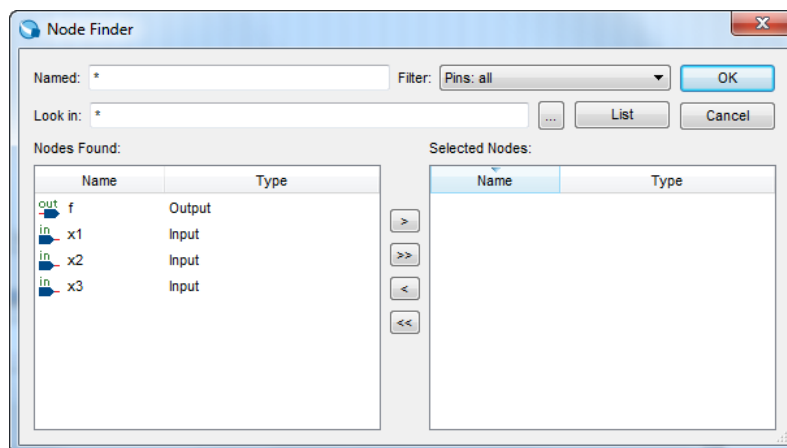 Node Finder
Named: * Filter: Pins: all OK
Look in: * ... List Cancel
Nodes Found: Selected Nodes:
Name Type Name Type
out f Output
in x1 Input
>
in x2 Input
>>
in x3 Input
<
<<